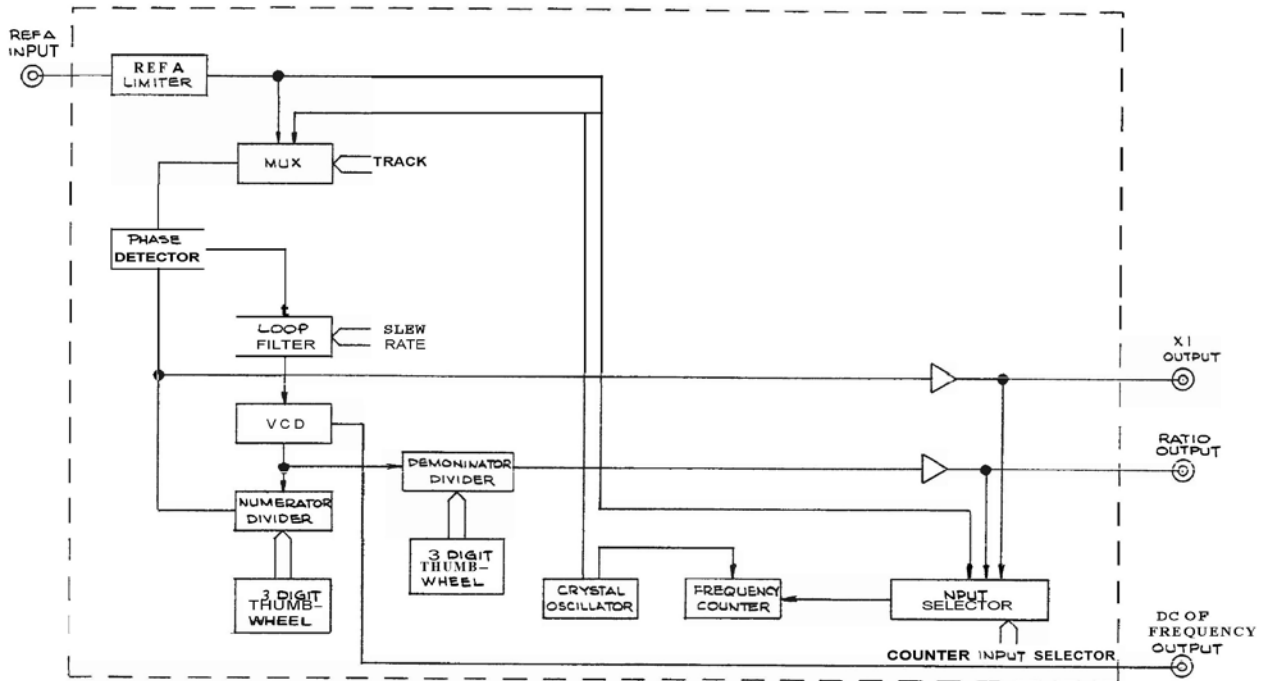 REF A
INPUT
REF A
LIMITER
MUX
TRACK
PHASE
DETECTOR
t
LOOP
FILTER
SLEW
RATE
X1
OUTPUT
VCD
RATIO
OUTPUT
DEMONINATOR
DIVIDER
NUMERATOR
DIVIDER
3 DIGIT
THUMB-
WHEEL
3 DIGIT
THUMB-
WHEEL
CRYSTAL
OSCILLATOR
FREQUENCY
COUNTER
NPUT
SELECTOR
COUNTER INPUT SELECTOR
DC OF
FREQUENCY
OUTPUT